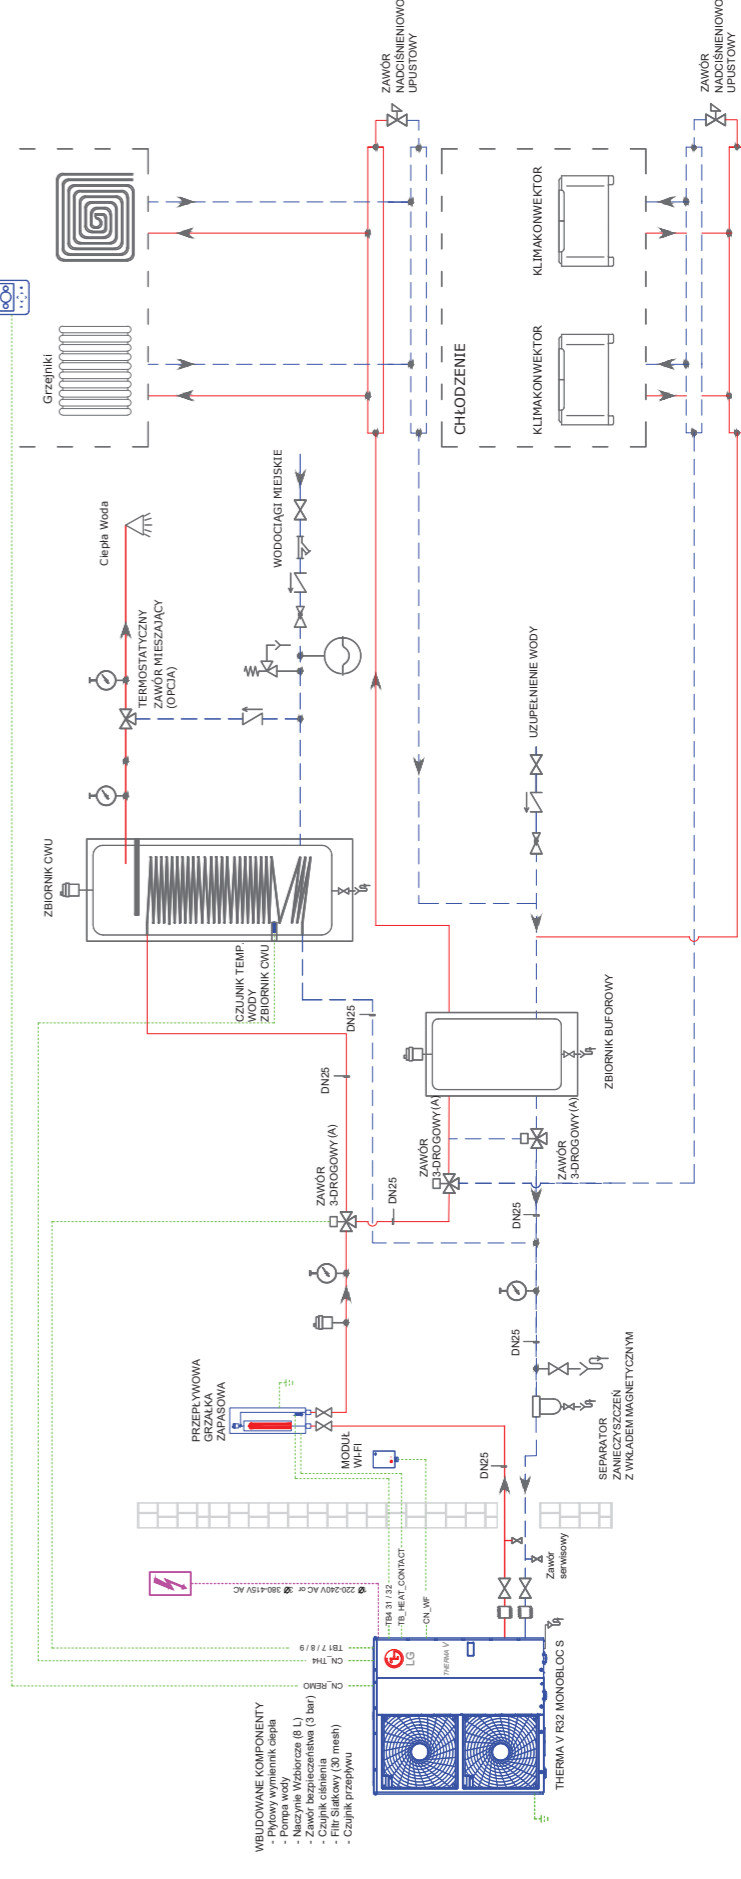 WBUDOWANE KOMPONENTY
- Płytowy wymiennik ciepła
- Pompa wody
- Naczynie Wzbiorcze (8 L)
- Zawór bezpieczeństwa (3 bar)
- Czujnik ciśnienia
- Filtr Siatkowy (30 mesh)
- Czujnik przepływu
CN_REMO
CN_TH4
TB1 7 / 8 / 9
1Ø 220-240V AC or 3Ø 380-415V AC
TB4 31 / 32
TB_HEAT_CONTACT
CN_WF
LG
THERMA V
THERMA V R32 MONOBLOC S
Zawór
serwisowy
PRZEPŁYWOWA
GRZAŁKA
ZAPASOWA
MODUŁ
WI-FI
DN25
SEPARATOR
ZANIECZYSZCZEŃ
Z WKŁADEM MAGNETYCZNYM
DN25
DN25
ZAWÓR
3-DROGOWY (A)
DN25
ZAWÓR
3-DROGOWY (A)
ZAWÓR
3-DROGOWY (A)
DN25
DN25
ZBIORNIK BUFOROWY
CZUJNIK TEMP.
WODY
ZBIORNIK CWU
ZBIORNIK CWU
TERMOSTATYCZNY
ZAWÓR MIESZAJĄCY
(OPCJA)
UZUPEŁNIENIE WODY
Ciepła Woda
WODOCIĄGI MIEJSKIE
Grzejniki
CHŁODZENIE
KLIMAKONWEKTOR
KLIMAKONWEKTOR
ZAWÓR
NADCIŚNIENIOWO
UPUSTOWY
ZAWÓR
NADCIŚNIENIOWO
UPUSTOWY